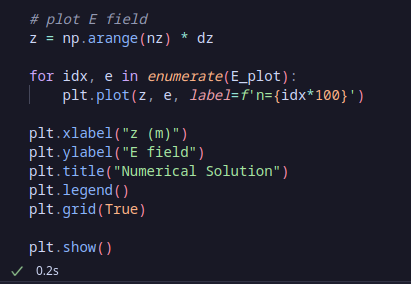 # plot E field
z = np.arange(nz) * dz
for idx, e in enumerate(E_plot):
    plt.plot(z, e, label=f'n={idx*100}')
plt.xlabel("z (m)")
plt.ylabel("E field")
plt.title("Numerical Solution")
plt.legend()
plt.grid(True)
plt.show()
0.2s